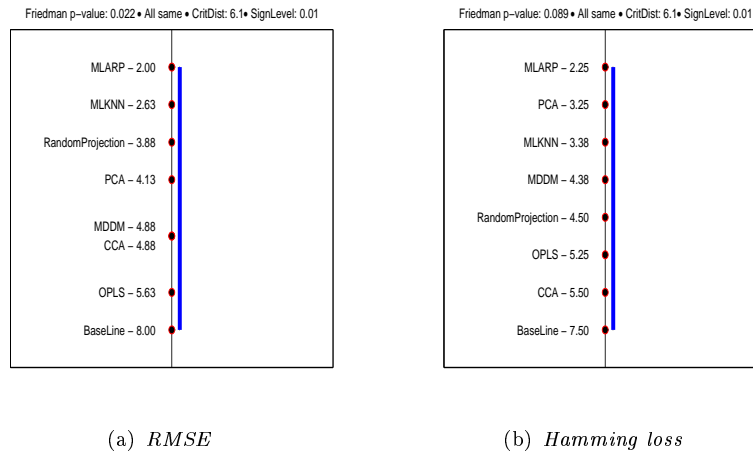 Friedman p−value: 0.022 • All same • CritDist: 6.1• SignLevel: 0.01
MLARP − 2.00
MLKNN − 2.63
RandomProjection − 3.88
PCA − 4.13
MDDM − 4.88
CCA − 4.88
OPLS − 5.63
BaseLine − 8.00
(a) RMSE
Friedman p−value: 0.089 • All same • CritDist: 6.1• SignLevel: 0.01
MLARP − 2.25
PCA − 3.25
MLKNN − 3.38
MDDM − 4.38
RandomProjection − 4.50
OPLS − 5.25
CCA − 5.50
BaseLine − 7.50
(b) Hamming loss